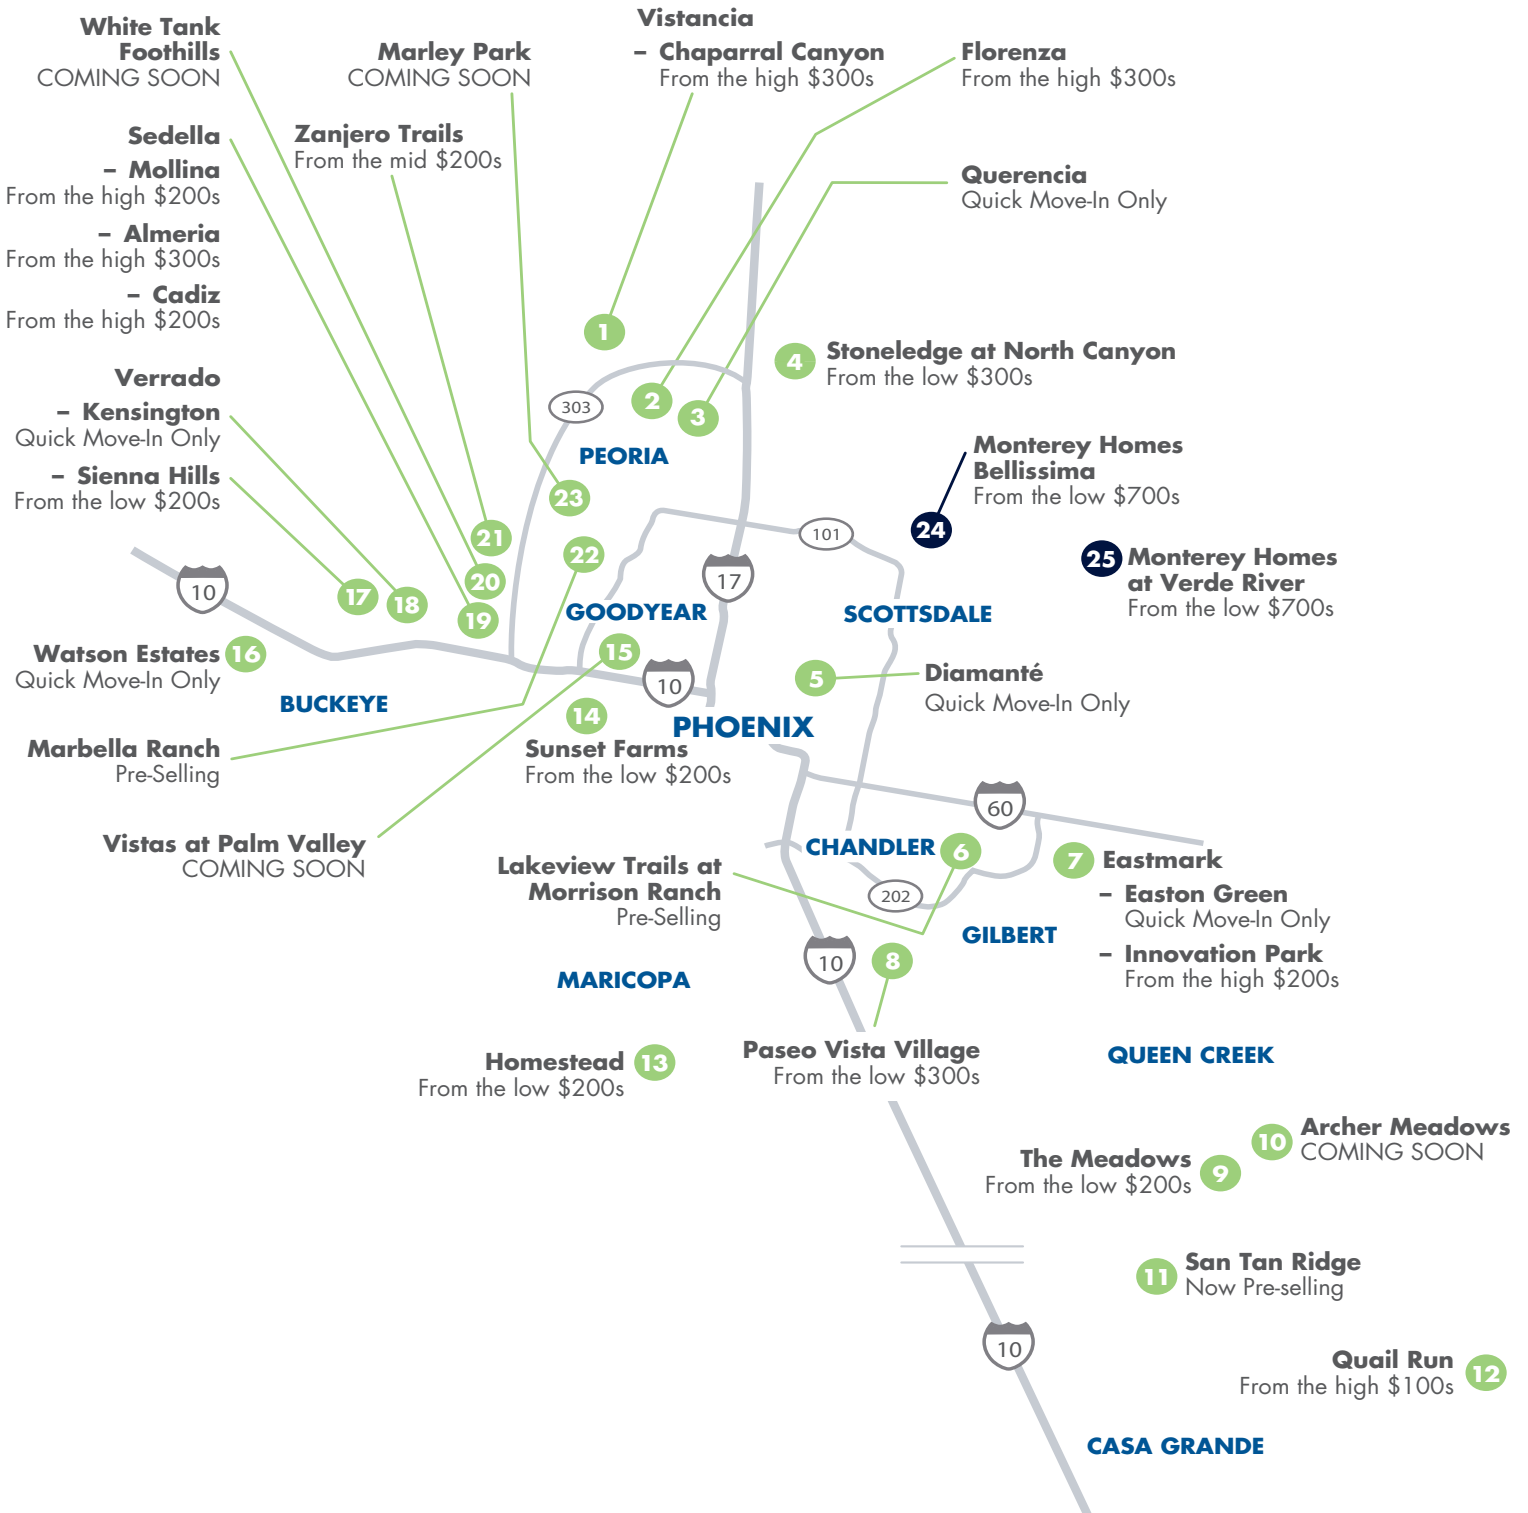 White Tank
Foothills
COMING SOON
Marley Park
COMING SOON
Vistancia
– Chaparral Canyon
From the high $300s
Florenza
From the high $300s
Sedella
– Mollina
From the high $200s
– Almeria
From the high $300s
– Cadiz
From the high $200s
Zanjero Trails
From the mid $200s
Querencia
Quick Move-In Only
Verrado
– Kensington
Quick Move-In Only
– Sienna Hills
From the low $200s
1
2
3
303
PEORIA
4
Stoneledge at North Canyon
From the low $300s
Monterey Homes
Bellissima
From the low $700s
24
25
Monterey Homes
at Verde River
From the low $700s
23
21
22
20
19
18
17
10
101
17
GOODYEAR
SCOTTSDALE
Watson Estates
Quick Move-In Only
16
BUCKEYE
15
10
5
Diamanté
Quick Move-In Only
14
PHOENIX
Sunset Farms
From the low $200s
Marbella Ranch
Pre-Selling
Vistas at Palm Valley
COMING SOON
60
CHANDLER
6
7
Eastmark
– Easton Green
Quick Move-In Only
– Innovation Park
From the high $200s
Lakeview Trails at
Morrison Ranch
Pre-Selling
202
GILBERT
10
8
MARICOPA
Homestead
From the low $200s
13
Paseo Vista Village
From the low $300s
QUEEN CREEK
10
Archer Meadows
COMING SOON
The Meadows
From the low $200s
9
11
San Tan Ridge
Now Pre-selling
10
Quail Run
From the high $100s
12
CASA GRANDE